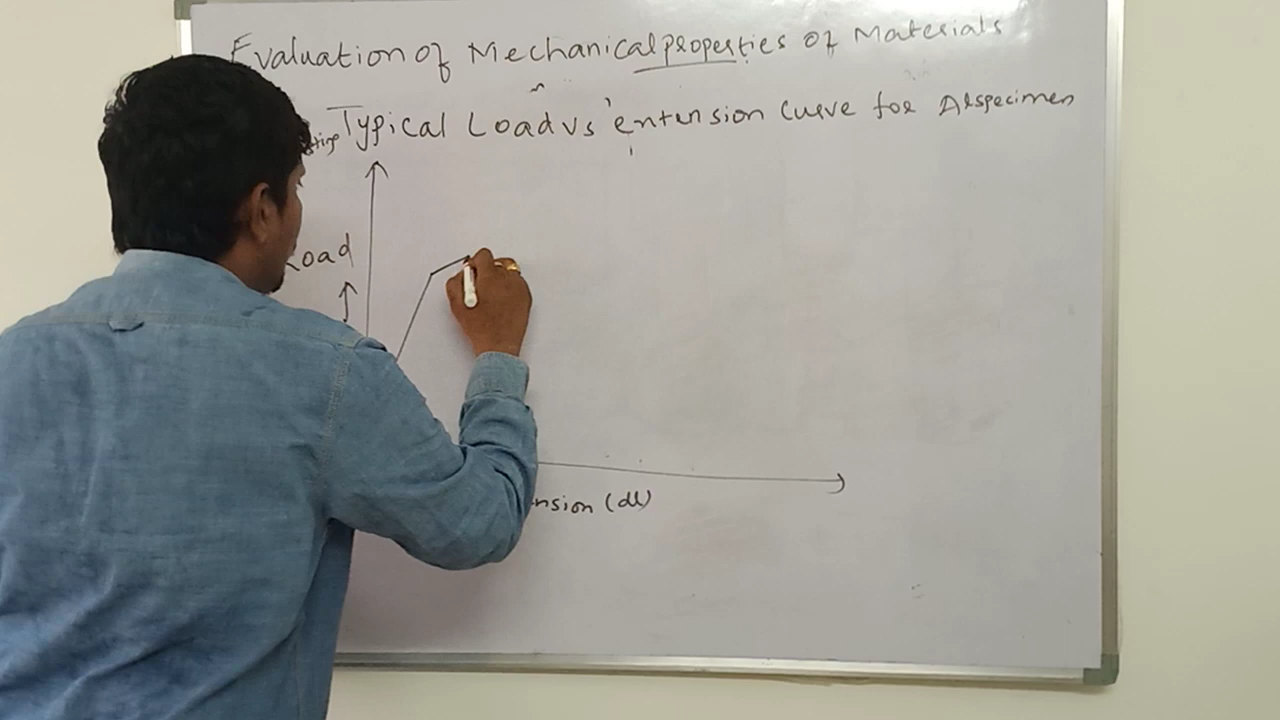 Evaluation of Mechanical properties of Materials
Typical Load vs extension curve for Al specimen
Load
nsion (dl)